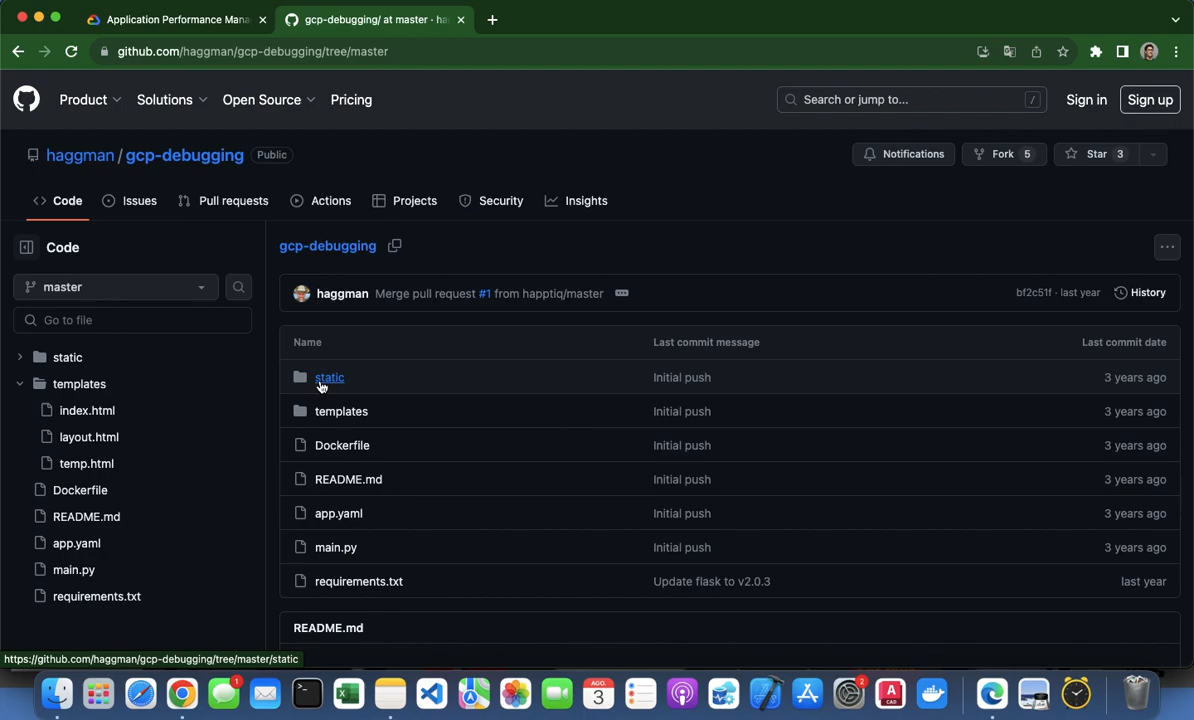 Application Performance Mana
gcp-debugging/ at master · ha
github.com/haggman/gcp-debugging/tree/master
Product
Solutions
Open Source
Pricing
Search or jump to...
/
Sign in
Sign up
haggman / gcp-debugging
Public
Notifications
Fork 5
Star 3
Code
Issues
Pull requests
Actions
Projects
Security
Insights
Code
master
Go to file
static
templates
index.html
layout.html
temp.html
Dockerfile
README.md
app.yaml
main.py
requirements.txt
gcp-debugging
haggman Merge pull request #1 from happtiq/master
bf2c51f · last year
History
Name Last commit message Last commit date
static Initial push 3 years ago
templates Initial push 3 years ago
Dockerfile Initial push 3 years ago
README.md Initial push 3 years ago
app.yaml Initial push 3 years ago
main.py Initial push 3 years ago
requirements.txt Update flask to v2.0.3 last year
README.md
https://github.com/haggman/gcp-debugging/tree/master/static
1
AGO.
3
2
A
CAD